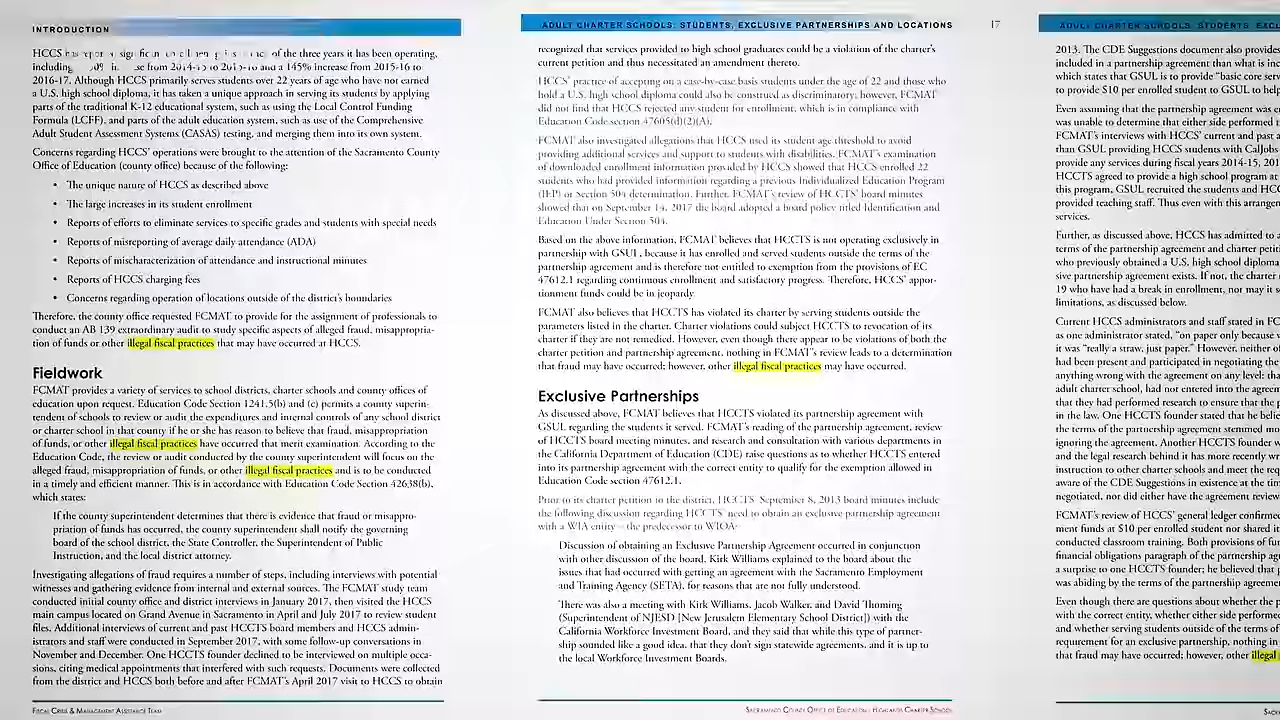 INTRODUCTION
HCCS of the three years it has been operating,
including from 2014-15 to 2015-16 and a 145% increase from 2015-16 to
2016-17. Although HCCS primarily serves students over 22 years of age who have not earned
a U.S. high school diploma, it has taken a unique approach in serving its students by applying
parts of the traditional K-12 educational system, such as using the Local Control Funding
Formula (LCFF), and parts of the adult education system, such as use of the Comprehensive
Adult Student Assessment Systems (CASAS) testing, and merging them into its own system.
Concerns regarding HCCS' operations were brought to the attention of the Sacramento County
Office of Education (county office) because of the following:
• The unique nature of HCCS as described above
• The large increases in its student enrollment
• Reports of efforts to eliminate services to specific grades and students with special needs
• Reports of misreporting of average daily attendance (ADA)
• Reports of mischaracterization of attendance and instructional minutes
• Reports of HCCS charging fees
• Concerns regarding operation of locations outside of the district's boundaries
Therefore, the county office requested FCMAT to provide for the assignment of professionals to
conduct an AB 139 extraordinary audit to study specific aspects of alleged fraud, misappropria-
tion of funds or other illegal fiscal practices that may have occurred at HCCS.
Fieldwork
FCMAT provides a variety of services to school districts, charter schools and county offices of
education upon request. Education Code Section 1241.5(b) and (c) permits a county superin-
tendent of schools to review or audit the expenditures and internal controls of any school district
or charter school in that county if he or she has reason to believe that fraud, misappropriation
of funds, or other illegal fiscal practices have occurred that merit examination. According to the
Education Code, the review or audit conducted by the county superintendent will focus on the
alleged fraud, misappropriation of funds, or other illegal fiscal practices and is to be conducted
in a timely and efficient manner. This is in accordance with Education Code Section 42638(b),
which states:
If the county superintendent determines that there is evidence that fraud or misappro-
priation of funds has occurred, the county superintendent shall notify the governing
board of the school district, the State Controller, the Superintendent of Public
Instruction, and the local district attorney.
Investigating allegations of fraud requires a number of steps, including interviews with potential
witnesses and gathering evidence from internal and external sources. The FCMAT study team
conducted initial county office and district interviews in January 2017, then visited the HCCS
main campus located on Grand Avenue in Sacramento in April and July 2017 to review student
files. Additional interviews of current and past HCCTS board members and HCCS admin-
istrators and staff were conducted in September 2017, with some follow-up conversations in
November and December. One HCCTS founder declined to be interviewed on multiple occa-
sions, citing medical appointments that interfered with such requests. Documents were collected
from the district and HCCS both before and after FCMAT's April 2017 visit to HCCS to obtain
FISCAL CRISIS & MANAGEMENT ASSISTANCE TEAM
ADULT CHARTER SCHOOLS, STUDENTS, EXCLUSIVE PARTNERSHIPS AND LOCATIONS 17
recognized that services provided to high school graduates could be a violation of the charter's
current petition and thus necessitated an amendment thereto.
HCCS' practice of accepting on a case-by-case basis students under the age of 22 and those who
hold a U.S. high school diploma could also be construed as discriminatory; however, FCMAT
did not find that HCCS rejected any student for enrollment, which is in compliance with
Education Code section 47605(d)(2)(A).
FCMAT also investigated allegations that HCCS used its student age threshold to avoid
providing additional services and support to students with disabilities. FCMAT's examination
of downloaded enrollment information provided by HCCS showed that HCCS enrolled 22
students who had provided information regarding a previous Individualized Education Program
(IEP) or Section 504 determination. Further, FCMAT's review of HCCTS' board minutes
showed that on September 14, 2017 the board adopted a board policy titled Identification and
Education Under Section 504.
Based on the above information, FCMAT believes that HCCTS is not operating exclusively in
partnership with GSUL, because it has enrolled and served students outside the terms of the
partnership agreement and is therefore not entitled to exemption from the provisions of EC
47612.1 regarding continuous enrollment and satisfactory progress. Therefore, HCCS' appor-
tionment funds could be in jeopardy.
FCMAT also believes that HCCTS has violated its charter by serving students outside the
parameters listed in the charter. Charter violations could subject HCCTS to revocation of its
charter if they are not remedied. However, even though there appear to be violations of both the
charter petition and partnership agreement, nothing in FCMAT's review leads to a determination
that fraud may have occurred; however, other illegal fiscal practices may have occurred.
Exclusive Partnerships
As discussed above, FCMAT believes that HCCTS violated its partnership agreement with
GSUL regarding the students it served. FCMAT's reading of the partnership agreement, review
of HCCTS board meeting minutes, and research and consultation with various departments in
the California Department of Education (CDE) raise questions as to whether HCCTS entered
into its partnership agreement with the correct entity to qualify for the exemption allowed in
Education Code section 47612.1.
Prior to its charter petition to the district, HCCTS' September 8, 2013 board minutes include
the following discussion regarding HCCTS' need to obtain an exclusive partnership agreement
with a WIA entity – the predecessor to WIOA:
Discussion of obtaining an Exclusive Partnership Agreement occurred in conjunction
with other discussion of the board. Kirk Williams explained to the board about the
issues that had occurred with getting an agreement with the Sacramento Employment
and Training Agency (SETA), for reasons that are not fully understood.
There was also a meeting with Kirk Williams, Jacob Walker, and David Thoming
(Superintendent of NJESD [New Jerusalem Elementary School District]) with the
California Workforce Investment Board, and they said that while this type of partner-
ship sounded like a good idea, that they don't sign statewide agreements, and it is up to
the local Workforce Investment Boards.
SACRAMENTO COUNTY OFFICE OF EDUCATION – HIGHLANDS CHARTER SCHOOL
ADULT CHARTER SCHOOLS, STUDENTS, EXCL
2013. The CDE Suggestions document also provides
included in a partnership agreement than what is inc
which states that GSUL is to provide "basic core serv
to provide $10 per enrolled student to GSUL to help
Even assuming that the partnership agreement was e
was unable to determine that either side performed i
FCMAT's interviews with HCCS' current and past a
than GSUL providing HCCS students with CalJobs
provide any services during fiscal years 2014-15, 201
HCCTS agreed to provide a high school program at
this program, GSUL recruited the students and HCC
provided teaching staff. Thus even with this arrangem
services.
Further, as discussed above, HCCS has admitted to s
terms of the partnership agreement and charter petit
who previously obtained a U.S. high school diploma
sive partnership agreement exists. If not, the charter s
19 who have had a break in enrollment, nor may it s
limitations, as discussed below.
Current HCCS administrators and staff stated in FC
as one administrator stated, "on paper only because w
it was "really a straw, just paper." However, neither of
had been present and participated in negotiating the
anything wrong with the agreement on any level: tha
adult charter school, had not entered into the agreem
that they had performed research to ensure that the
in the law. One HCCTS founder stated that he belie
the terms of the partnership agreement stemmed mo
ignoring the agreement. Another HCCTS founder w
and the legal research behind it has more recently wr
instruction to other charter schools and meet the req
aware of the CDE Suggestions in existence at the tim
negotiated, nor did either have the agreement review
FCMAT's review of HCCS' general ledger confirmed
ment funds at $10 per enrolled student nor shared in
conducted classroom training. Both provisions of fun
financial obligations paragraph of the partnership ag
a surprise to one HCCTS founder; he believed that p
was abiding by the terms of the partnership agreemen
Even though there are questions about whether the p
with the correct entity, whether either side performed
and whether serving students outside of the terms of
requirement for an exclusive partnership, nothing in
that fraud may have occurred; however, other illegal
SACR